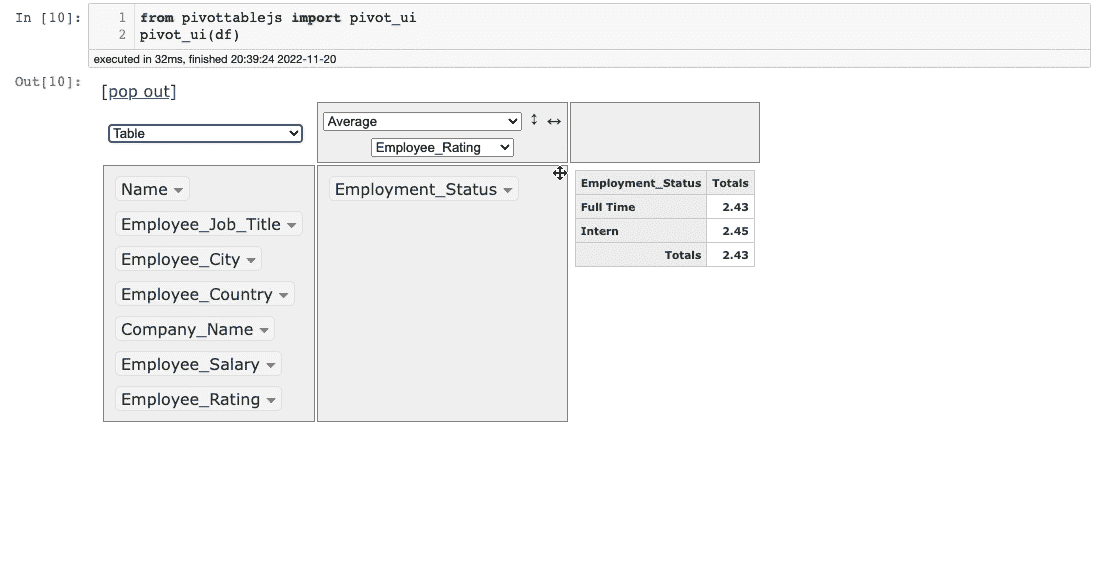 In [10]:
1 from pivottablejs import pivot_ui
2 pivot_ui(df)
executed in 32ms, finished 20:39:24 2022-11-20
Out[10]:
[pop out]
Table
Average ↕ ↔
Employee_Rating
Name
Employee_Job_Title
Employee_City
Employee_Country
Company_Name
Employee_Salary
Employee_Rating
Employment_Status
Employment_Status Totals
Full Time 2.43
Intern 2.45
Totals 2.43